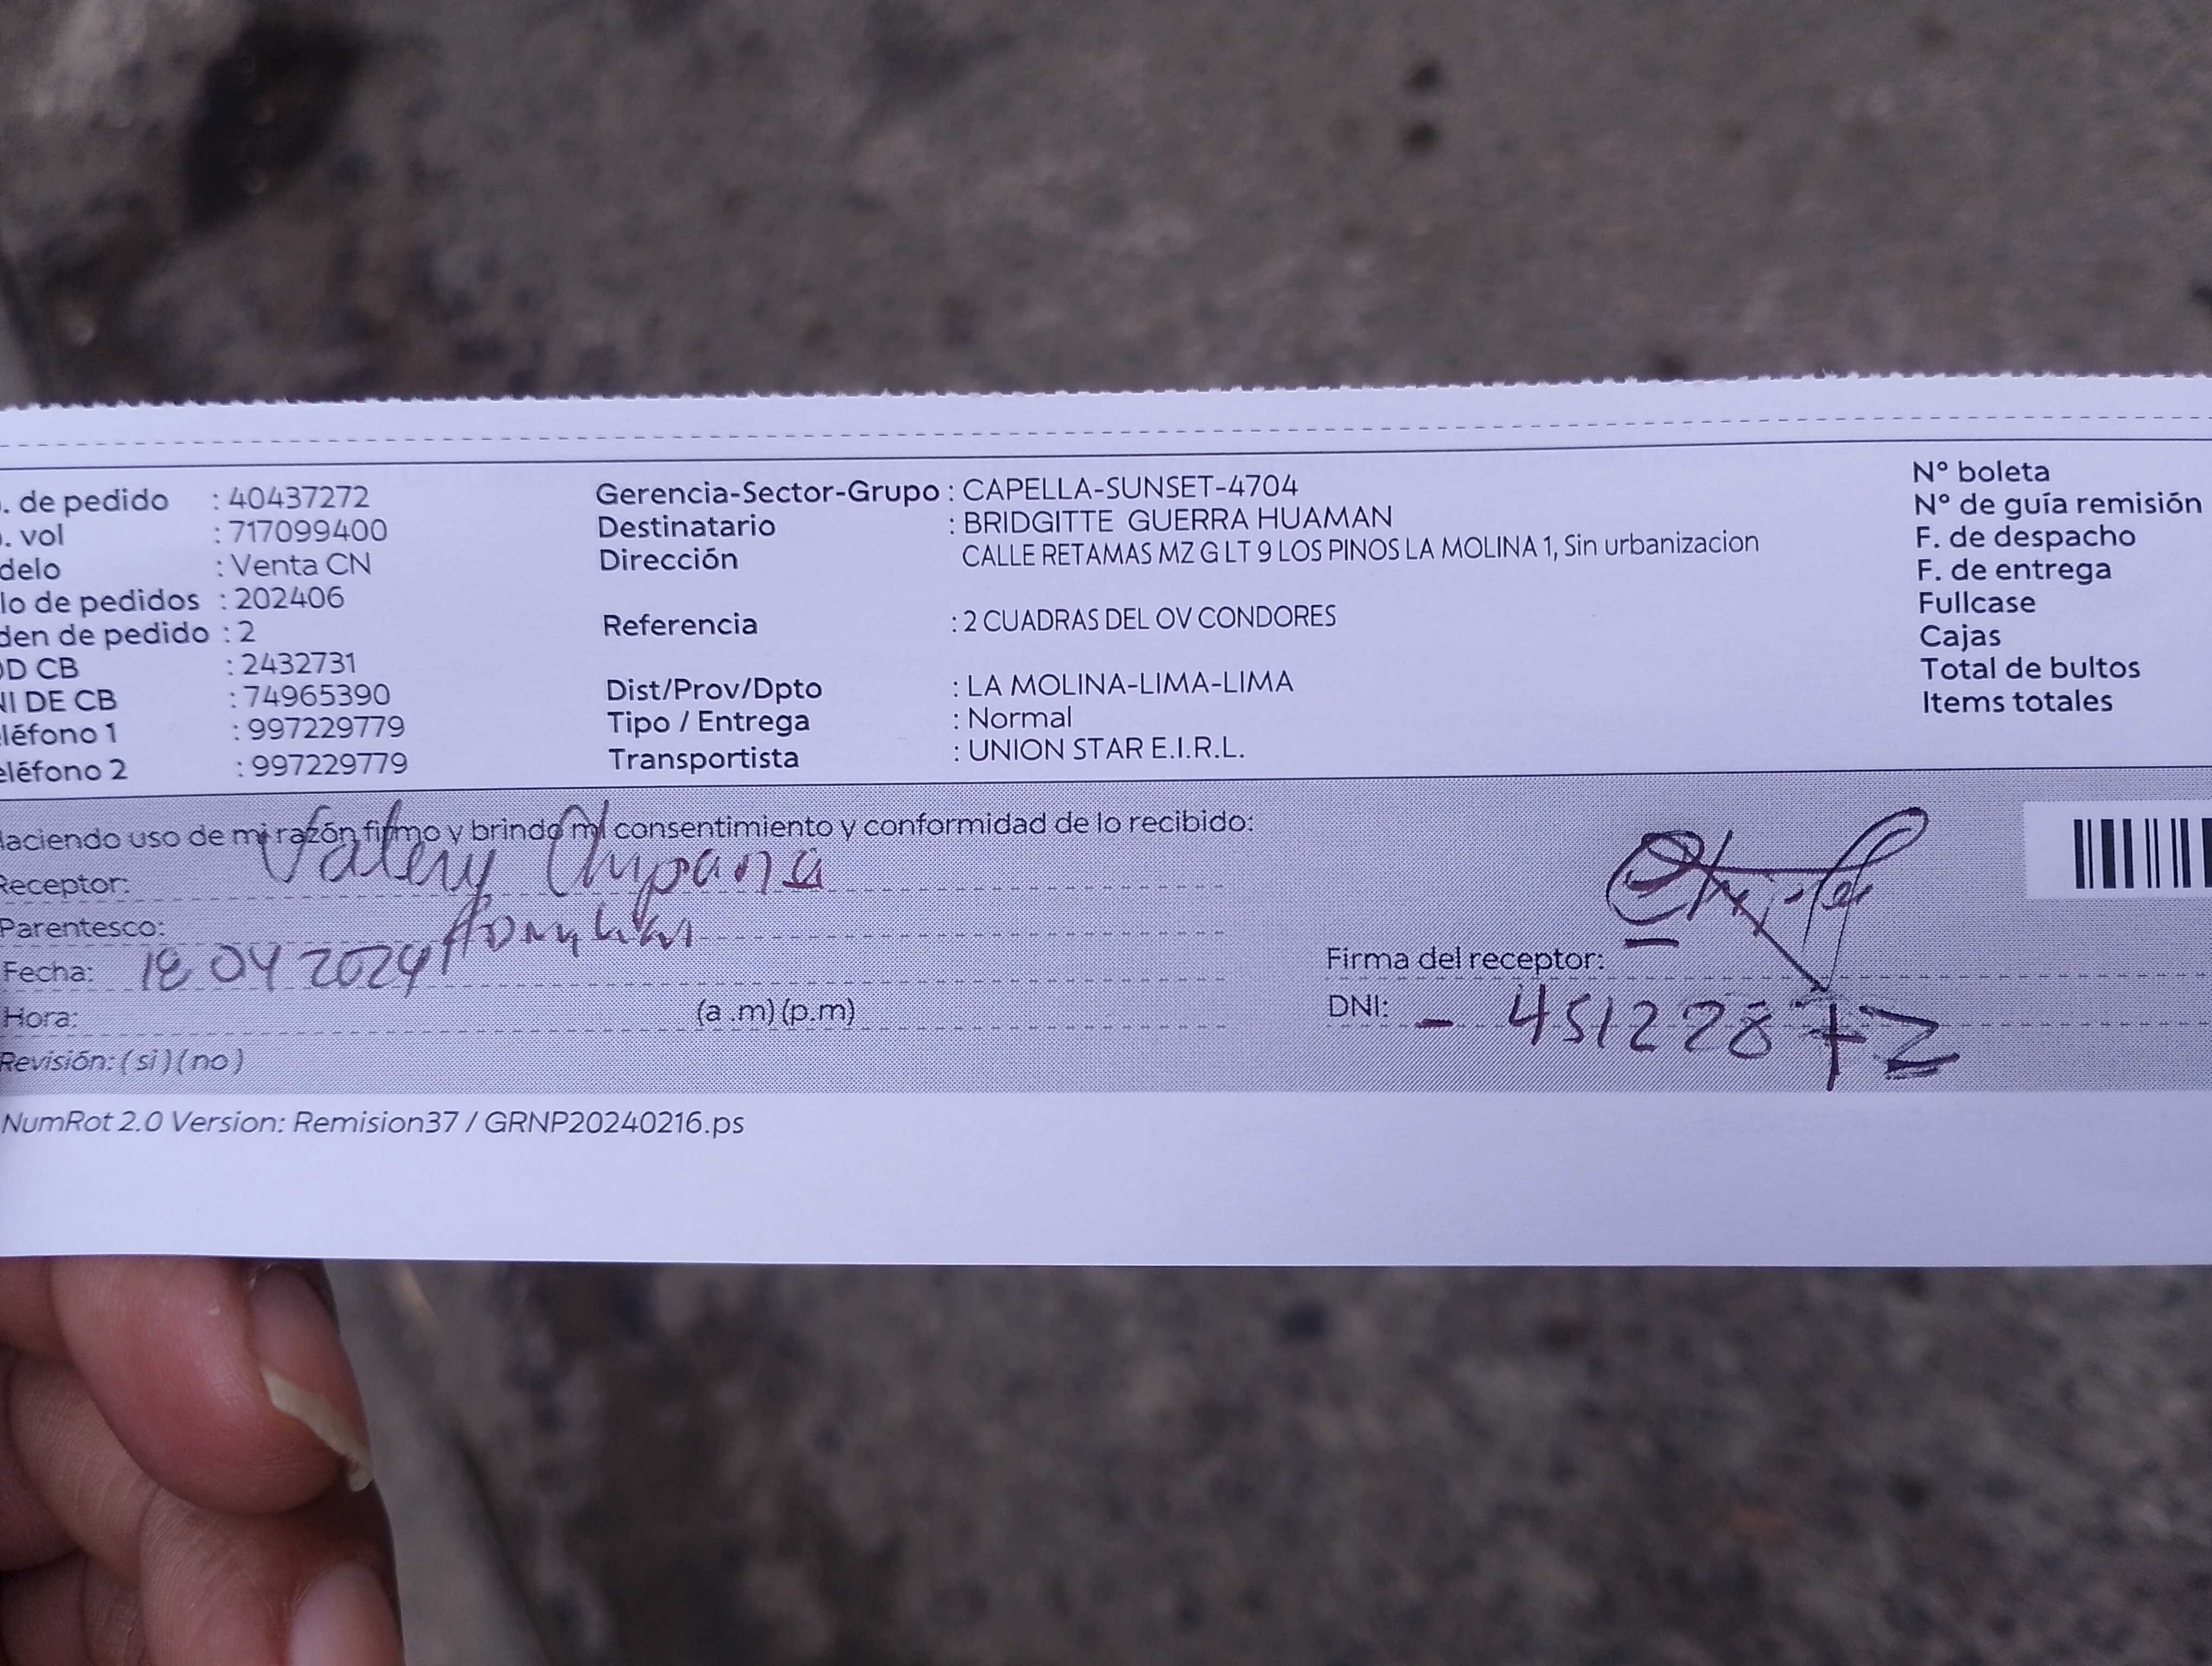 . de pedido : 40437272
. vol : 717099400
delo : Venta CN
lo de pedidos : 202406
den de pedido : 2
D CB : 2432731
NI DE CB : 74965390
léfono 1 : 997229779
eléfono 2 : 997229779
Gerencia-Sector-Grupo : CAPELLA-SUNSET-4704
Destinatario : BRIDGITTE GUERRA HUAMAN
Dirección CALLE RETAMAS MZ G LT 9 LOS PINOS LA MOLINA 1, Sin urbanizacion
Referencia : 2 CUADRAS DEL OV CONDORES
Dist/Prov/Dpto : LA MOLINA-LIMA-LIMA
Tipo / Entrega : Normal
Transportista : UNION STAR E.I.R.L.
N° boleta
N° de guía remisión
F. de despacho
F. de entrega
Fullcase
Cajas
Total de bultos
Items totales
Haciendo uso de mi razón firmo y brindo mi consentimiento y conformidad de lo recibido:
Receptor: Valery Chipana
Parentesco:
Fecha: 18 04 2024
Hora: (a .m) (p.m)
Revisión: ( si ) ( no )
Firma del receptor:
DNI: - 45122872
NumRot 2.0 Version: Remision37 / GRNP20240216.ps